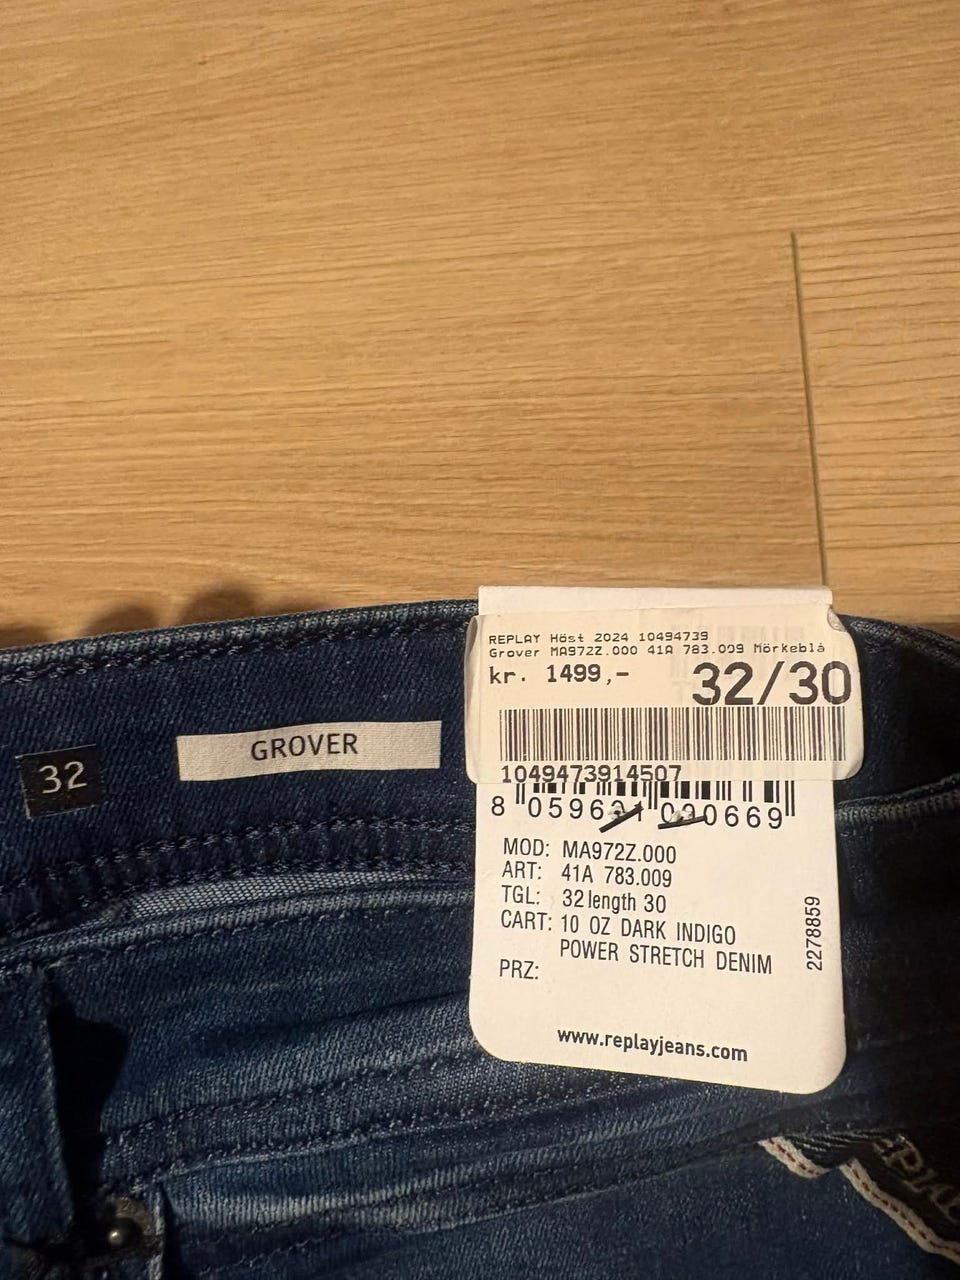 REPLAY Höst 2024 10494739
Grover MA972Z.000 41A 783.009 Mörkeblå
kr. 1499,-
32/30
1049473914507
GROVER
32
MOD: MA972Z.000
ART: 41A 783.009
TGL: 32 length 30
CART: 10 OZ DARK INDIGO
POWER STRETCH DENIM
PRZ:
2278859
www.replayjeans.com